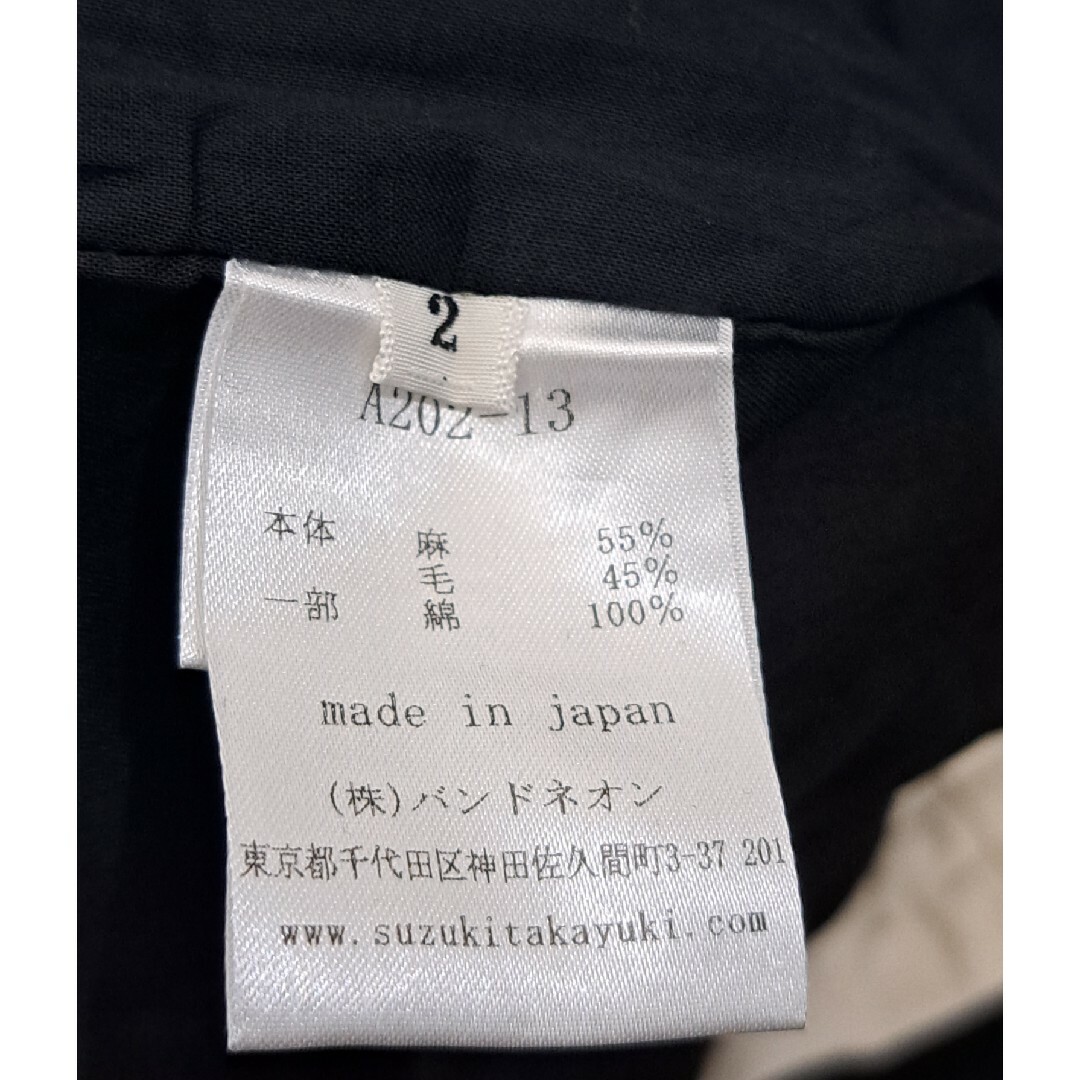 2
A202-13
本体 麻 55%
毛 45%
一部 綿 100%
made in japan
(株)バンドネオン
東京都千代田区神田佐久間町3-37 201
www.suzukitakayuki.com